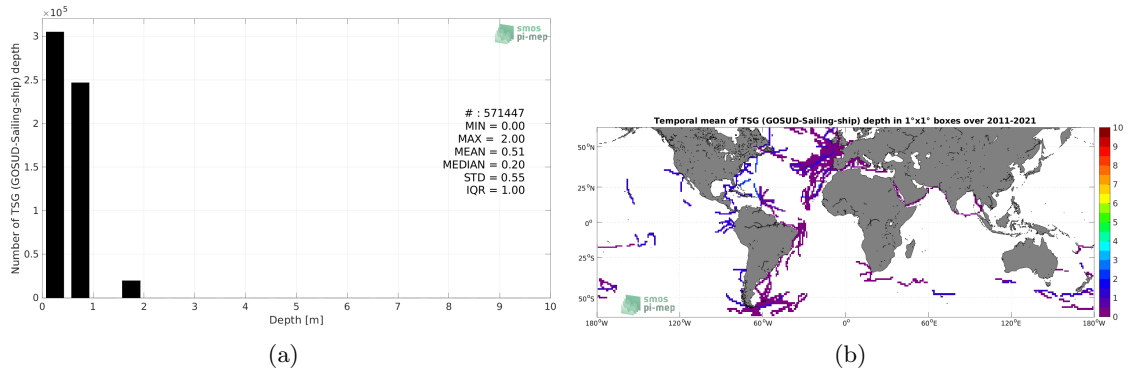 ×10⁵
3
2.5
2
1.5
1
0.5
0
0 1 2 3 4 5 6 7 8 9 10
Number of TSG (GOSUD-Sailing-ship) depth
Depth [m]
smos
pi-mep
# : 571447
MIN = 0.00
MAX = 2.00
MEAN = 0.51
MEDIAN = 0.20
STD = 0.55
IQR = 1.00
(a)
Temporal mean of TSG (GOSUD-Sailing-ship) depth in 1°x1° boxes over 2011-2021
50°N
25°N
0°
25°S
50°S
180°W 120°W 60°W 0° 60°E 120°E 180°W
10
9
8
7
6
5
4
3
2
1
0
smos
pi-mep
(b)